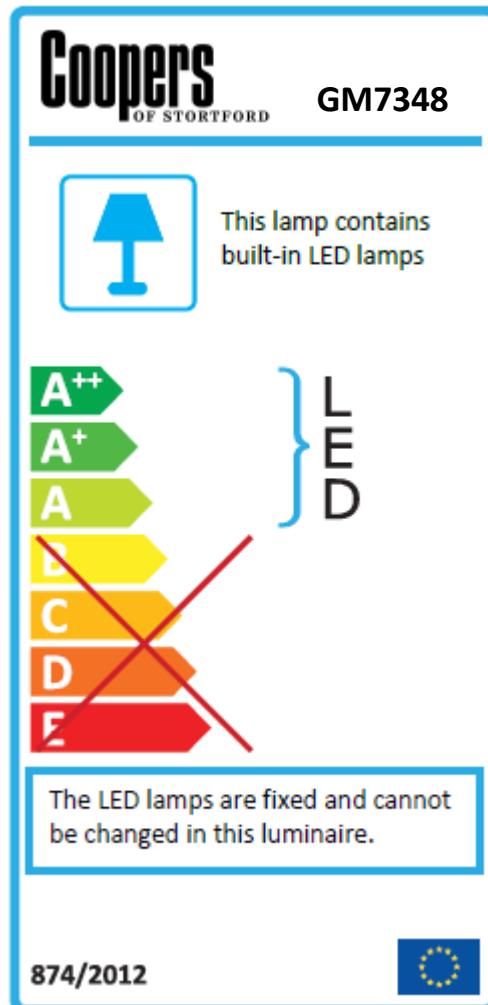 Coopers
OF STORTFORD
GM7348
This lamp contains
built-in LED lamps
A++
A+
A
B
C
D
E
L
E
D
The LED lamps are fixed and cannot
be changed in this luminaire.
874/2012